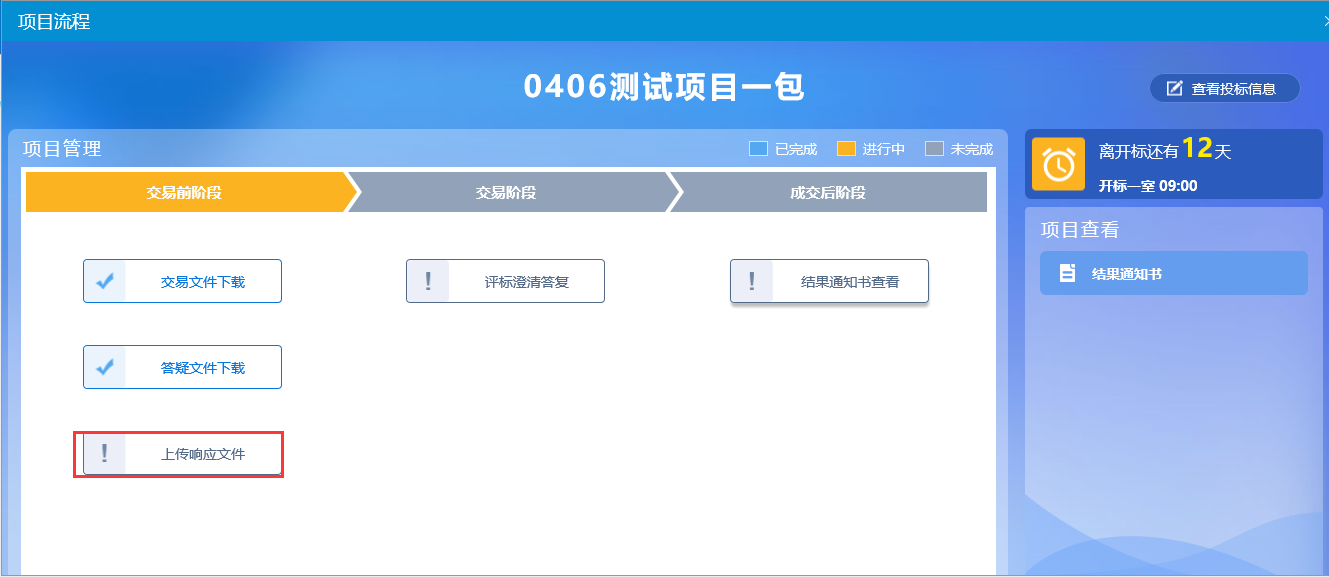 项目流程
0406测试项目一包
查看投标信息
项目管理
已完成 进行中 未完成
离开标还有12天
开标一室 09:00
交易前阶段 交易阶段 成交后阶段
项目查看
交易文件下载 评标澄清答复 结果通知书查看
结果通知书
答疑文件下载
上传响应文件